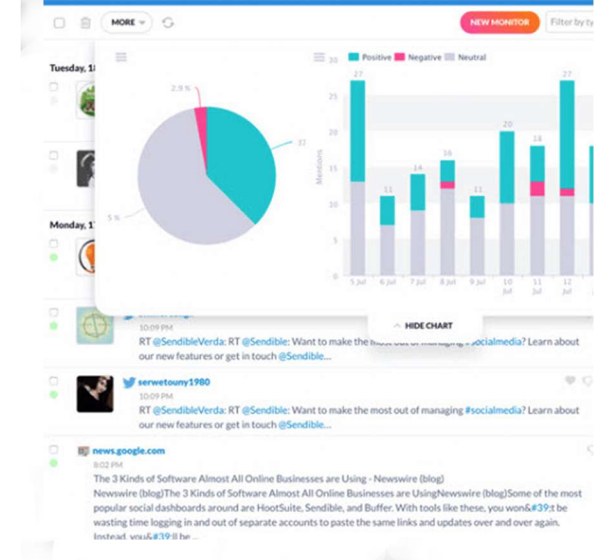 MORE
NEW MONITOR
Filter by ty
Tuesday, 1
Positive Negative Neutral
2.9 %
37
5 %
Mentions
30
25
20
15
10
5
0
27
11
14
16
11
20
18
27
5 Jul
6 Jul
7 Jul
8 Jul
9 Jul
10 Jul
11 Jul
12 Jul
Monday, 1
HIDE CHART
10:09 PM
RT @SendibleVerda: RT @Sendible: Want to make the most out of managing #socialmedia? Learn about
our new features or get in touch @Sendible...
serwetouny1980
10:09 PM
RT @SendibleVerda: RT @Sendible: Want to make the most out of managing #socialmedia? Learn about
our new features or get in touch @Sendible...
news.google.com
8:02 PM
The 3 Kinds of Software Almost All Online Businesses are Using - Newswire (blog)
Newswire (blog)The 3 Kinds of Software Almost All Online Businesses are UsingNewswire (blog)Some of the most
popular social dashboards around are HootSuite, Sendible, and Buffer. With tools like these, you won&#39;t be
wasting time logging in and out of separate accounts to paste the same links and updates over and over again.
Instead, you&#39;ll be ...